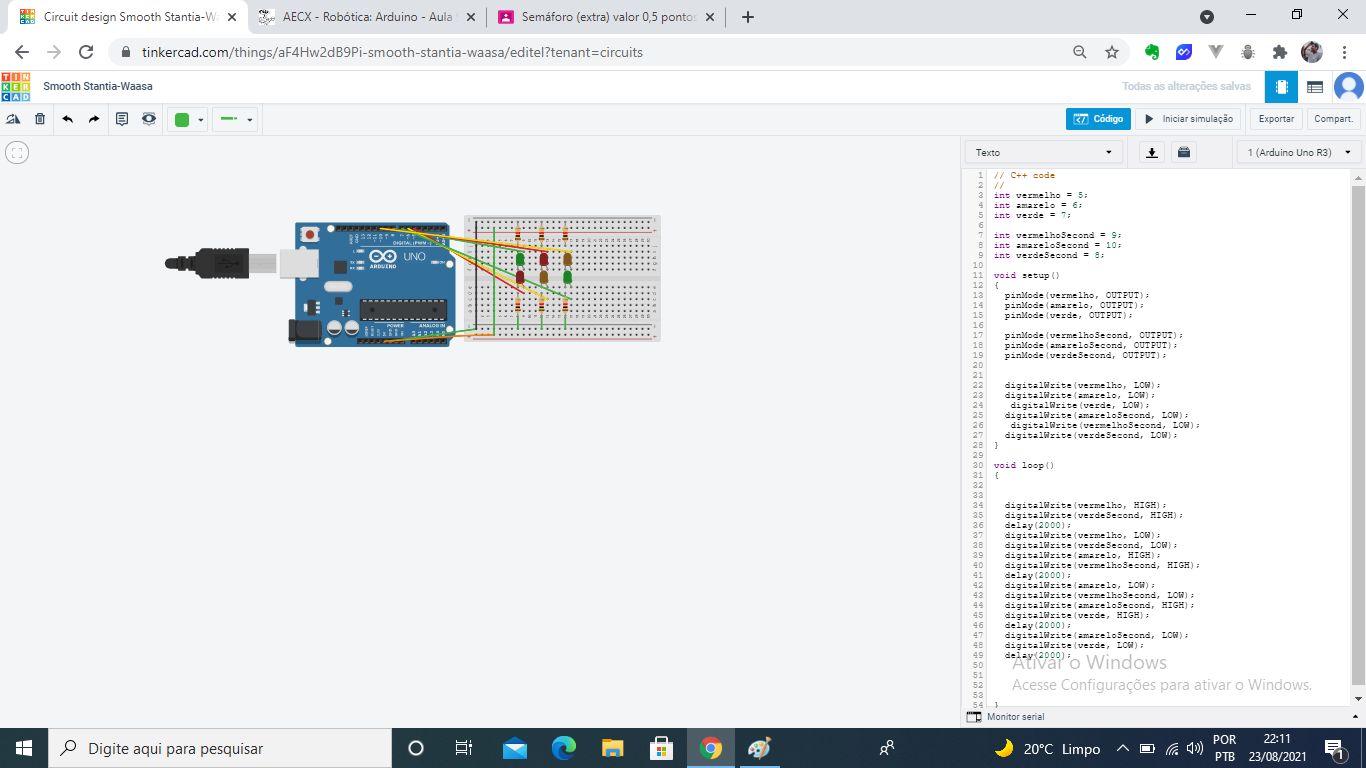 Circuit design Smooth Stantia-Wa
AECX - Robótica: Arduino - Aula
Semáforo (extra) valor 0,5 pontos
tinkercad.com/things/aF4Hw2dB9Pi-smooth-stantia-waasa/editel?tenant=circuits
TIN
KER
CAD
Smooth Stantia-Waasa
Todas as alterações salvas
Código
Iniciar simulação
Exportar
Compart.
Texto
1 (Arduino Uno R3)
DIGITAL (PWM~)
UNO
ARDUINO
POWER
ANALOG IN
1 // C++ code
2 //
3 int vermelho = 5;
4 int amarelo = 6;
5 int verde = 7;
6
7 int vermelhoSecond = 9;
8 int amareloSecond = 10;
9 int verdeSecond = 8;
10
11 void setup()
12 {
13 pinMode(vermelho, OUTPUT);
14 pinMode(amarelo, OUTPUT);
15 pinMode(verde, OUTPUT);
16
17 pinMode(vermelhoSecond, OUTPUT);
18 pinMode(amareloSecond, OUTPUT);
19 pinMode(verdeSecond, OUTPUT);
20
21
22 digitalWrite(vermelho, LOW);
23 digitalWrite(amarelo, LOW);
24 digitalWrite(verde, LOW);
25 digitalWrite(amareloSecond, LOW);
26 digitalWrite(vermelhoSecond, LOW);
27 digitalWrite(verdeSecond, LOW);
28 }
29
30 void loop()
31 {
32
33
34 digitalWrite(vermelho, HIGH);
35 digitalWrite(verdeSecond, HIGH);
36 delay(2000);
37 digitalWrite(vermelho, LOW);
38 digitalWrite(verdeSecond, LOW);
39 digitalWrite(amarelo, HIGH);
40 digitalWrite(vermelhoSecond, HIGH);
41 delay(2000);
42 digitalWrite(amarelo, LOW);
43 digitalWrite(vermelhoSecond, LOW);
44 digitalWrite(amareloSecond, HIGH);
45 digitalWrite(verde, HIGH);
46 delay(2000);
47 digitalWrite(amareloSecond, LOW);
48 digitalWrite(verde, LOW);
49 delay(2000);
50
51
52
53
54 }
Ativar o Windows
Acesse Configurações para ativar o Windows.
Monitor serial
Digite aqui para pesquisar
20°C Limpo
POR
PTB
22:11
23/08/2021
1